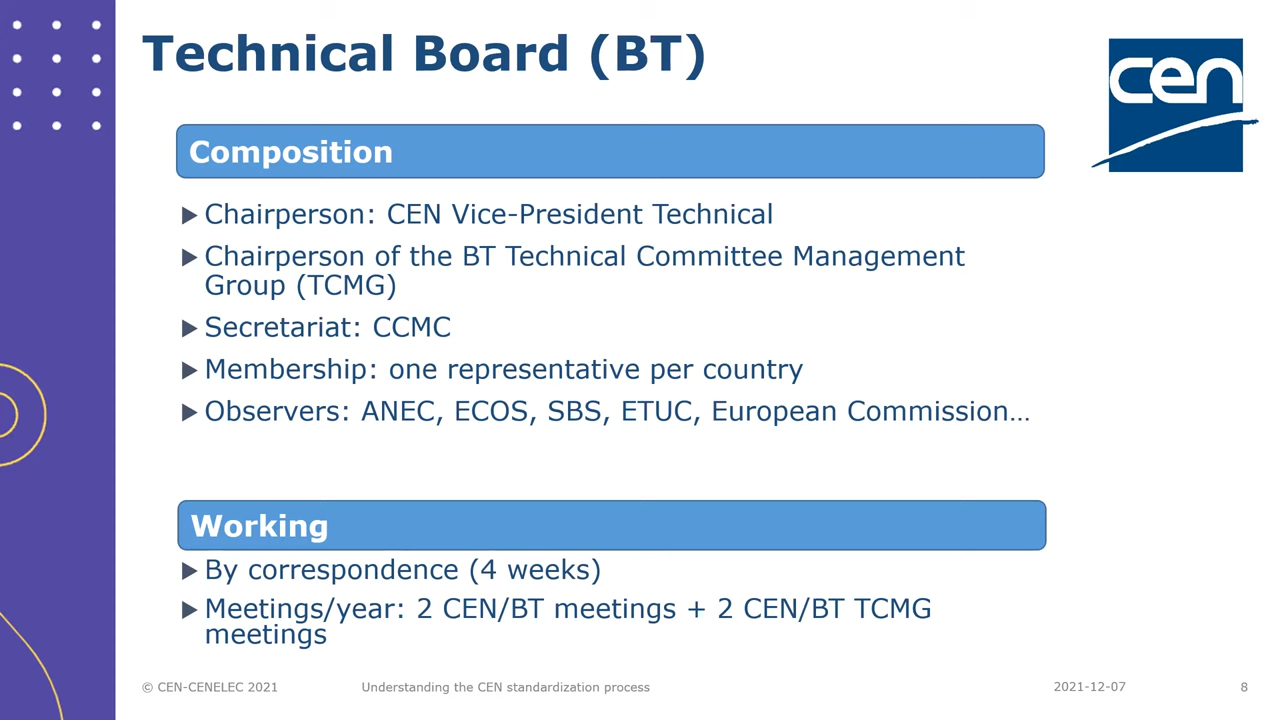 Technical Board (BT)
cen
Composition
Chairperson: CEN Vice-President Technical
Chairperson of the BT Technical Committee Management
Group (TCMG)
Secretariat: CCMC
Membership: one representative per country
Observers: ANEC, ECOS, SBS, ETUC, European Commission…
Working
By correspondence (4 weeks)
Meetings/year: 2 CEN/BT meetings + 2 CEN/BT TCMG
meetings
© CEN-CENELEC 2021 Understanding the CEN standardization process 2021-12-07 8